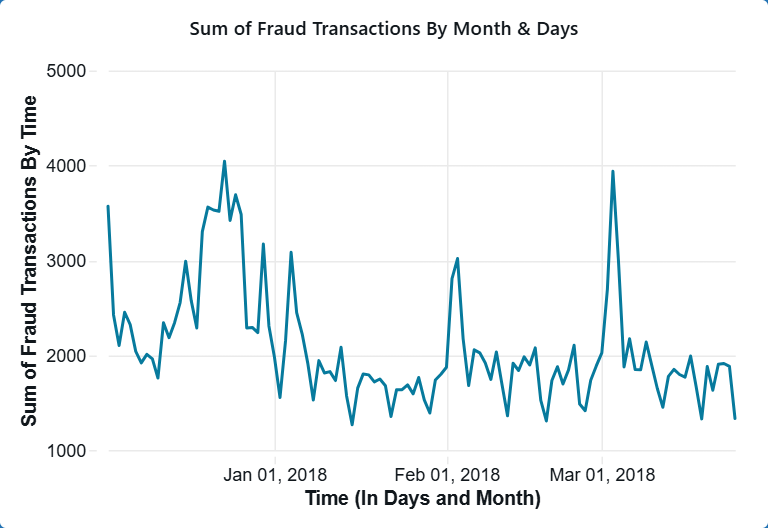 Sum of Fraud Transactions By Month & Days
Sum of Fraud Transactions By Time
5000
4000
3000
2000
1000
Jan 01, 2018 Feb 01, 2018 Mar 01, 2018
Time (In Days and Month)